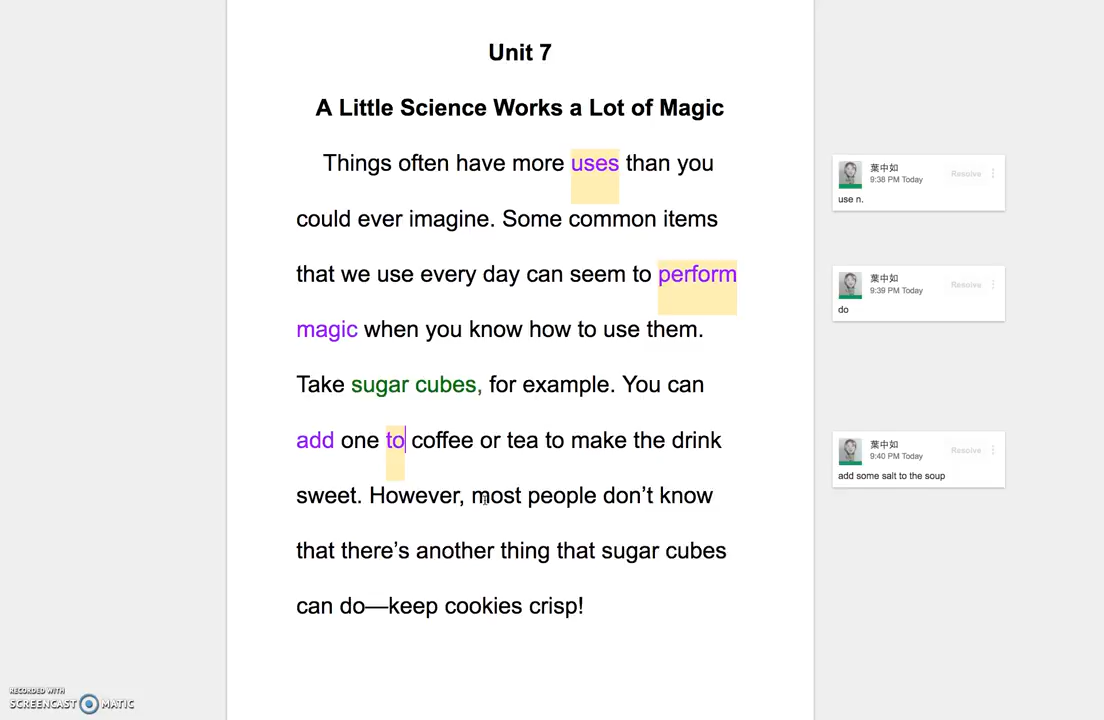 Unit 7
A Little Science Works a Lot of Magic
Things often have more uses than you
could ever imagine. Some common items
that we use every day can seem to perform
magic when you know how to use them.
Take sugar cubes, for example. You can
add one to coffee or tea to make the drink
sweet. However, most people don’t know
that there’s another thing that sugar cubes
can do—keep cookies crisp!
葉中如
9:38 PM Today
Resolve
use n.
葉中如
9:39 PM Today
Resolve
do
葉中如
9:40 PM Today
Resolve
add some salt to the soup
RECORDED WITH
SCREENCAST MATIC